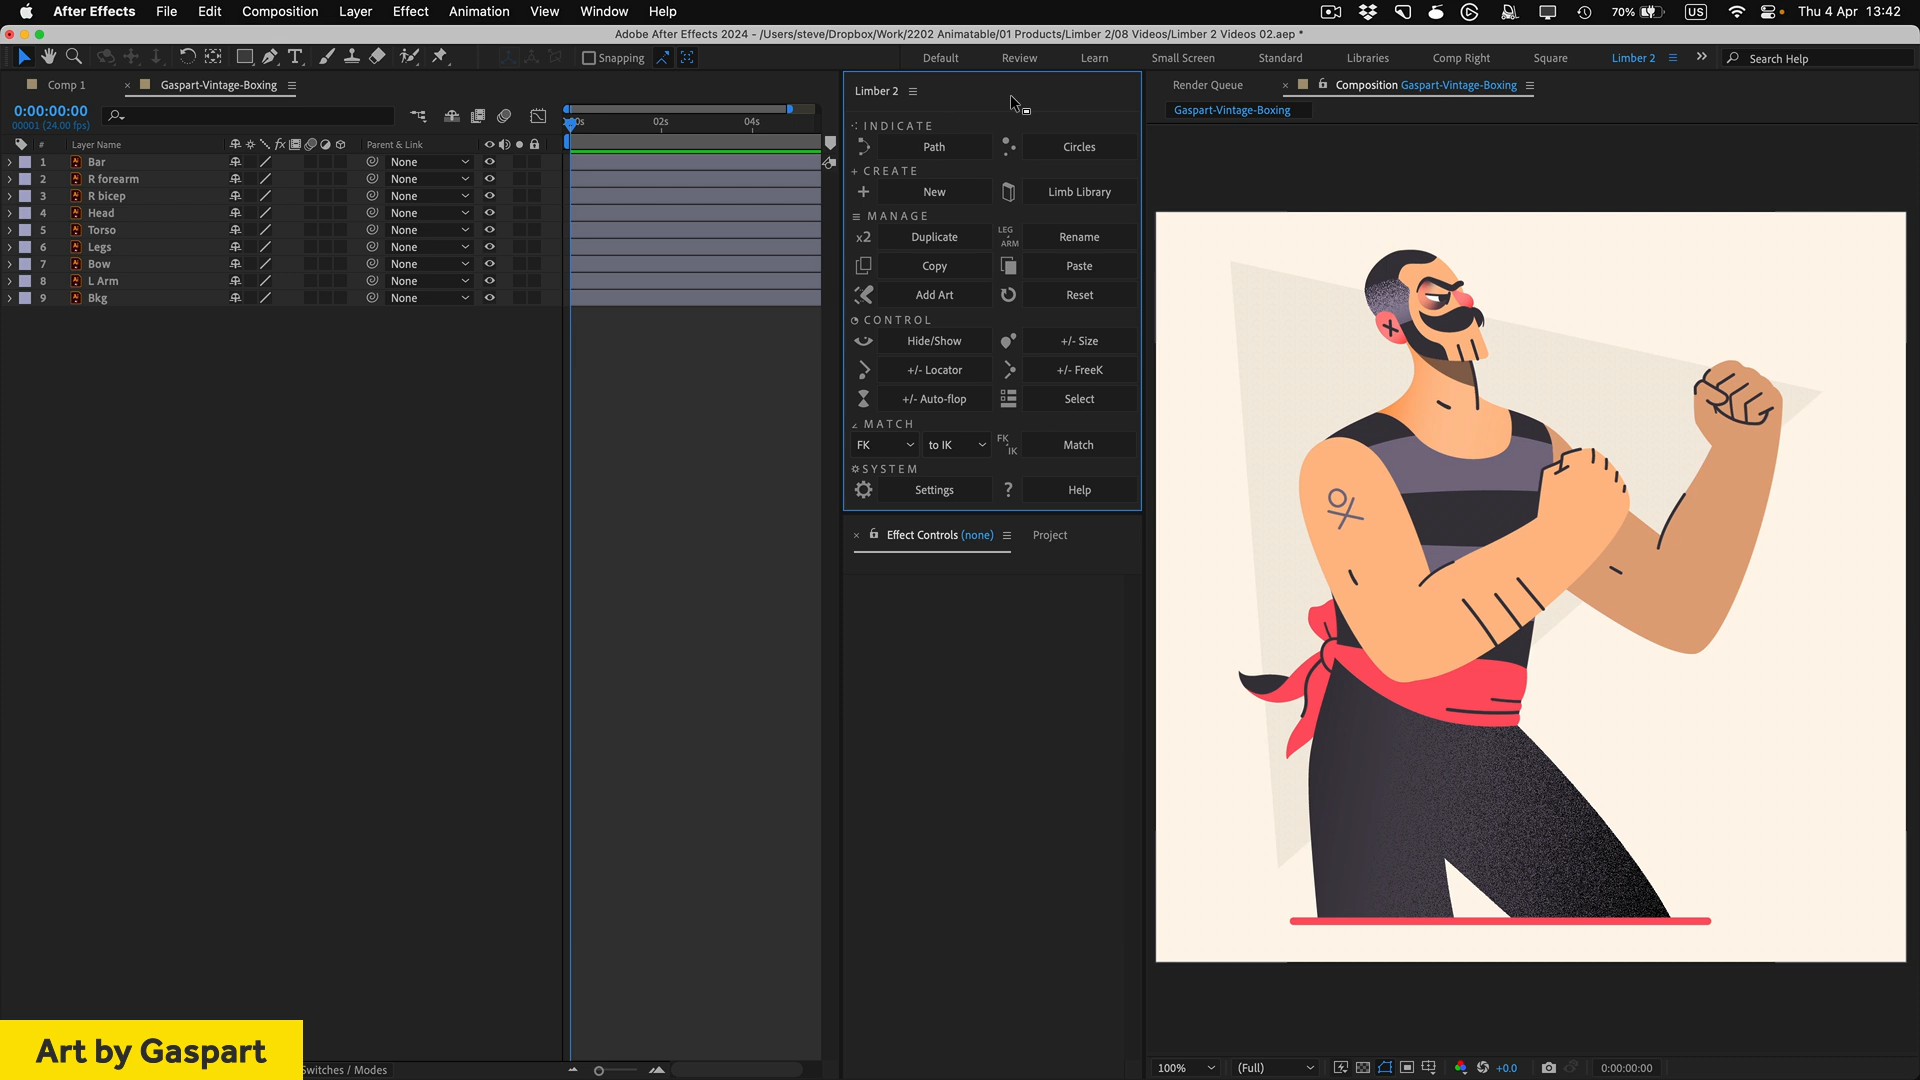 After Effects File Edit Composition Layer Effect Animation View Window Help 70% US Thu 4 Apr 13:42
Adobe After Effects 2024 - /Users/steve/Dropbox/Work/2202 Animatable/01 Products/Limber 2/08 Videos/Limber 2 Videos 02.aep *
Snapping Default Review Learn Small Screen Standard Libraries Comp Right Square Limber 2 Search Help
Comp 1 Gaspart-Vintage-Boxing
0:00:00:00
00001 (24.00 fps)
02s 04s
# Layer Name Parent & Link
1 Bar None
2 R forearm None
3 R bicep None
4 Head None
5 Torso None
6 Legs None
7 Bow None
8 L Arm None
9 Bkg None
Limber 2
INDICATE
Path Circles
+ CREATE
New Limb Library
MANAGE
x2 Duplicate LEG ARM Rename
Copy Paste
Add Art Reset
CONTROL
Hide/Show +/- Size
+/- Locator +/- FreeK
+/- Auto-flop Select
MATCH
FK to IK FK IK Match
SYSTEM
Settings ? Help
Effect Controls (none) Project
Render Queue Composition Gaspart-Vintage-Boxing
Gaspart-Vintage-Boxing
Art by Gaspart
Switches / Modes
100% (Full) +0.0 0:00:00:00